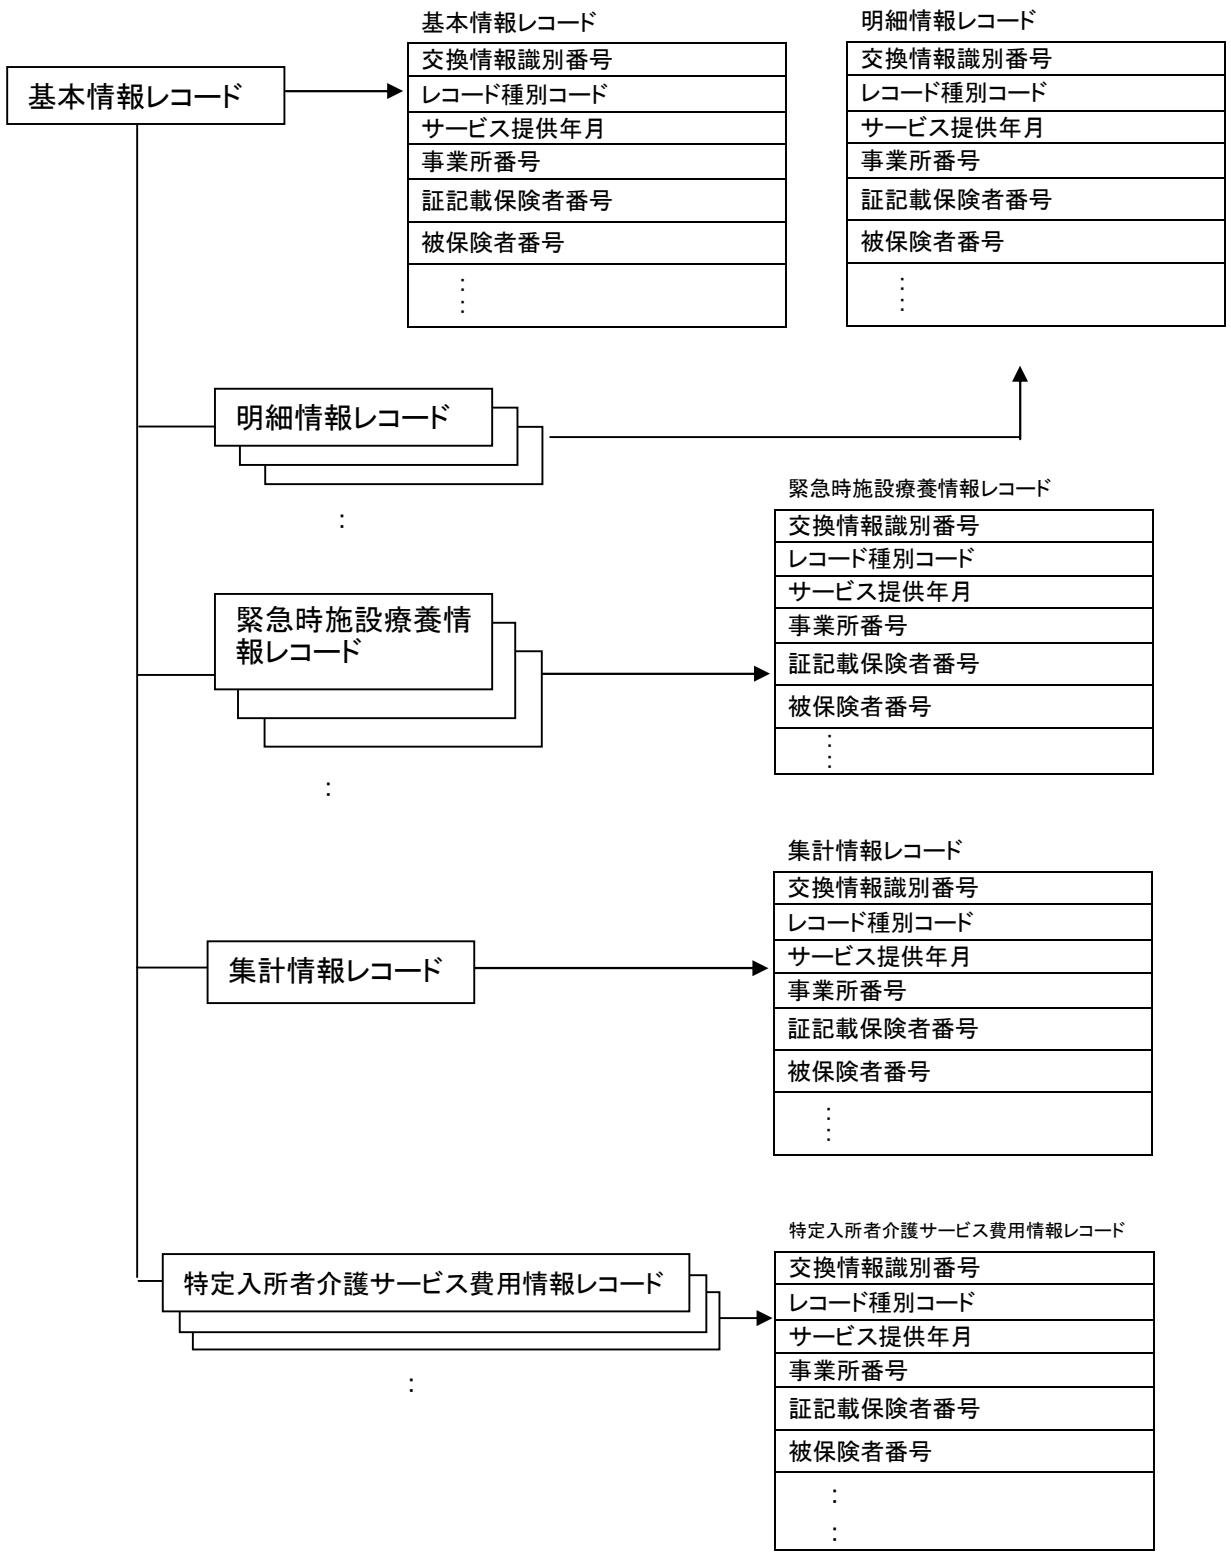 基本情報レコード
基本情報レコード
交換情報識別番号
レコード種別コード
サービス提供年月
事業所番号
証記載保険者番号
被保険者番号
：
：
明細情報レコード
交換情報識別番号
レコード種別コード
サービス提供年月
事業所番号
証記載保険者番号
被保険者番号
：
：
明細情報レコード
：
緊急時施設療養情
報レコード
：
緊急時施設療養情報レコード
交換情報識別番号
レコード種別コード
サービス提供年月
事業所番号
証記載保険者番号
被保険者番号
：
：
集計情報レコード
集計情報レコード
交換情報識別番号
レコード種別コード
サービス提供年月
事業所番号
証記載保険者番号
被保険者番号
：
：
特定入所者介護サービス費用情報レコード
：
特定入所者介護サービス費用情報レコード
交換情報識別番号
レコード種別コード
サービス提供年月
事業所番号
証記載保険者番号
被保険者番号
：
：